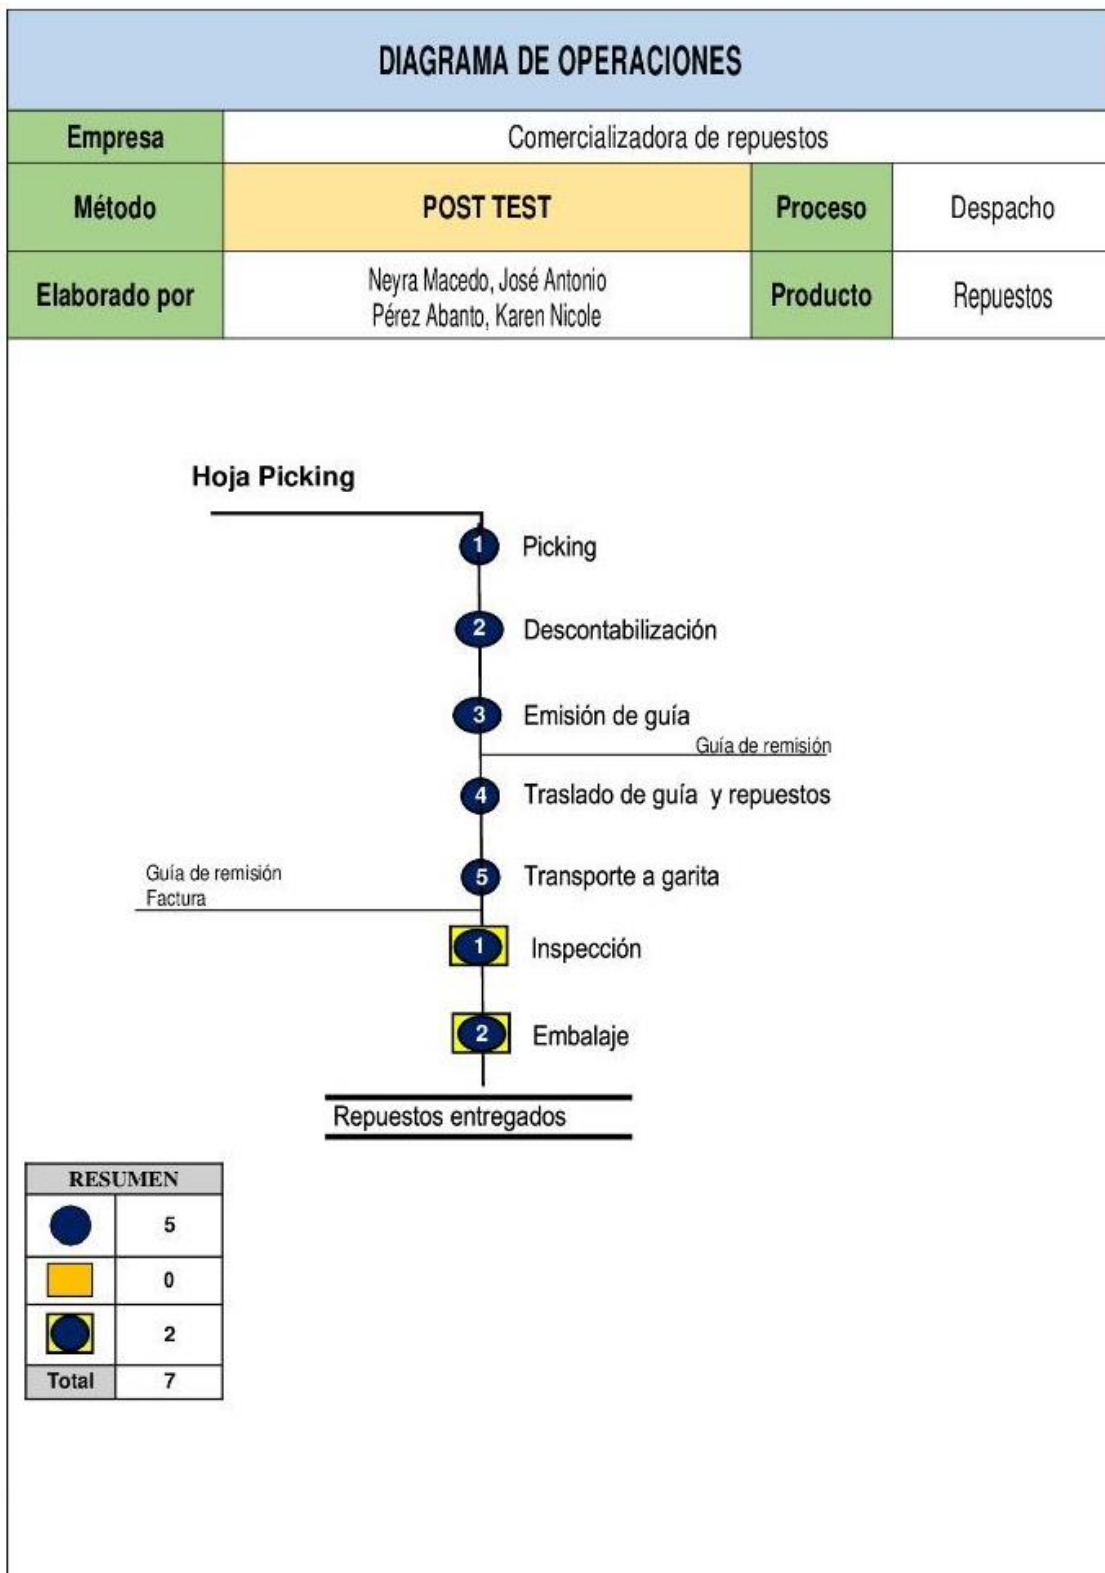 DIAGRAMA DE OPERACIONES
Empresa
Comercializadora de repuestos
Método
POST TEST
Proceso
Despacho
Elaborado por
Neyra Macedo, José Antonio
Pérez Abanto, Karen Nicole
Producto
Repuestos
Hoja Picking
1 Picking
2 Descontabilización
3 Emisión de guía
Guía de remisión
4 Traslado de guía y repuestos
5 Transporte a garita
Guía de remisión
Factura
1 Inspección
2 Embalaje
Repuestos entregados
RESUMEN
5
0
2
Total 7